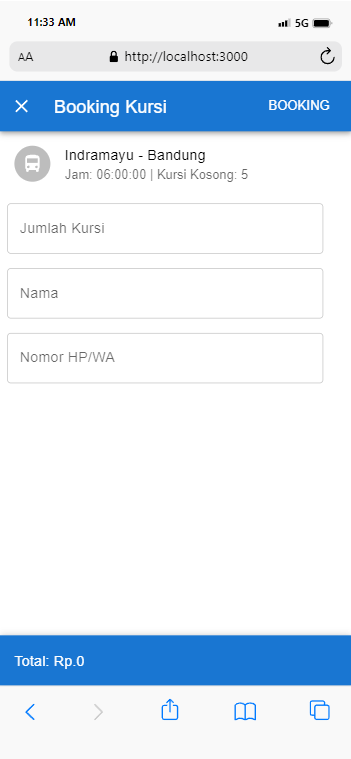 11:33 AM
5G
AA
http://localhost:3000
Booking Kursi
BOOKING
Indramayu - Bandung
Jam: 06:00:00 | Kursi Kosong: 5
Jumlah Kursi
Nama
Nomor HP/WA
Total: Rp.0